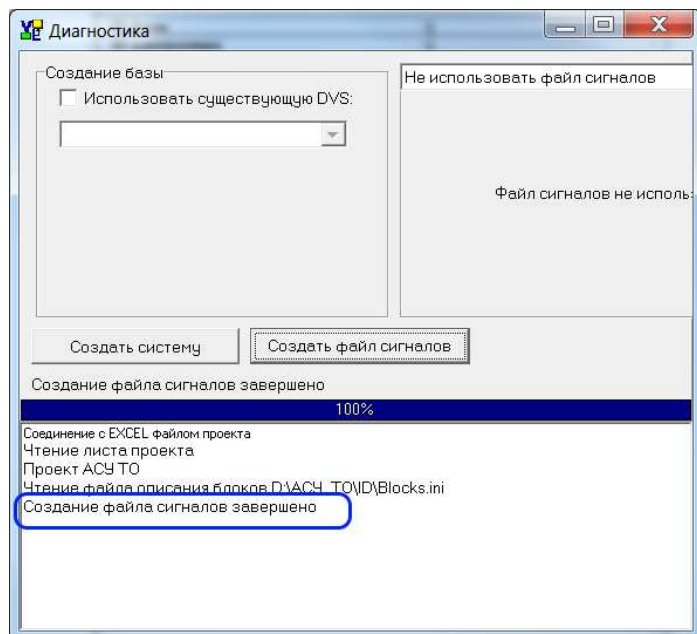 Диагностика
Создание базы
Использовать существующую DVS:
Не использовать файл сигналов
Файл сигналов не исполь
Создать систему
Создать файл сигналов
Создание файла сигналов завершено
100%
Соединение с EXCEL файлом проекта
Чтение листа проекта
Проект АСУ ТО
Чтение файла описания блоков D:\АСУ_ТО\ID\Blocks.ini
Создание файла сигналов завершено